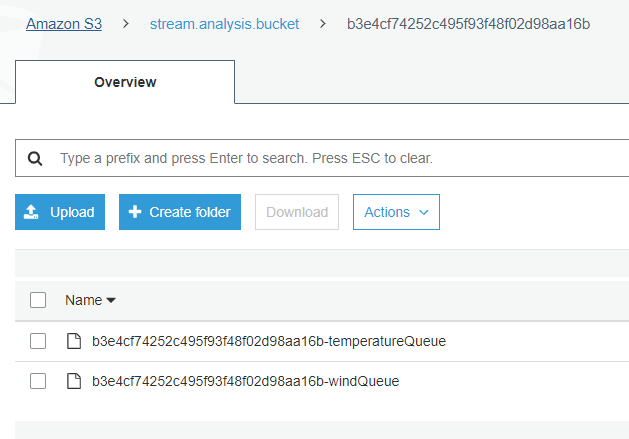 Amazon S3 > stream.analysis.bucket > b3e4cf74252c495f93f48f02d98aa16b
Overview
Type a prefix and press Enter to search. Press ESC to clear.
Upload Create folder Download Actions
Name
b3e4cf74252c495f93f48f02d98aa16b-temperatureQueue
b3e4cf74252c495f93f48f02d98aa16b-windQueue